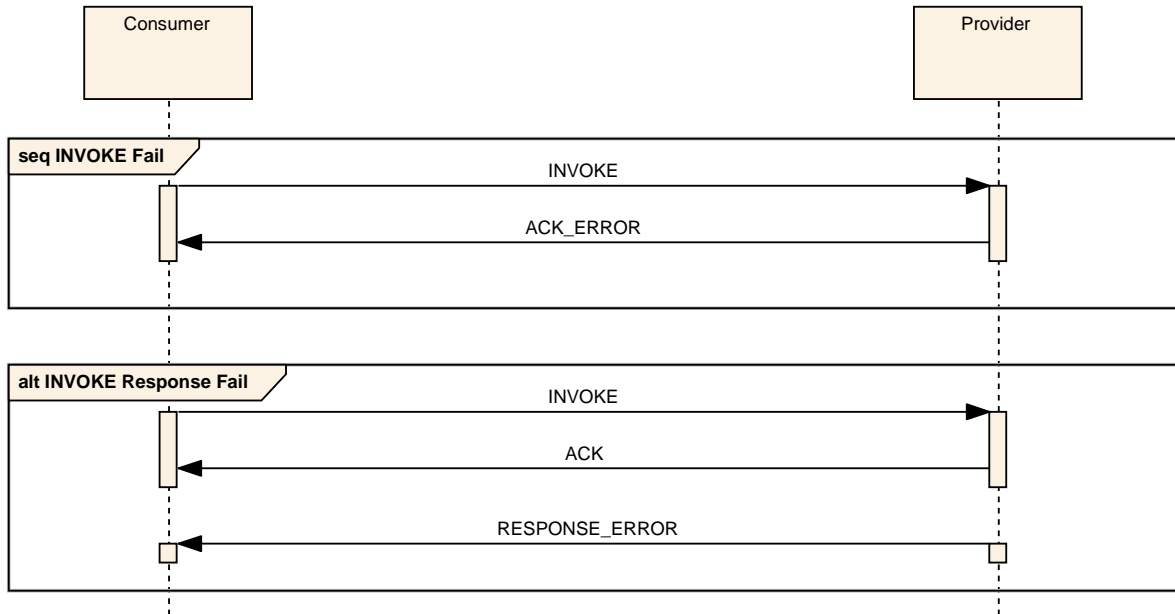 Consumer
Provider
seq INVOKE Fail
INVOKE
ACK_ERROR
alt INVOKE Response Fail
INVOKE
ACK
RESPONSE_ERROR